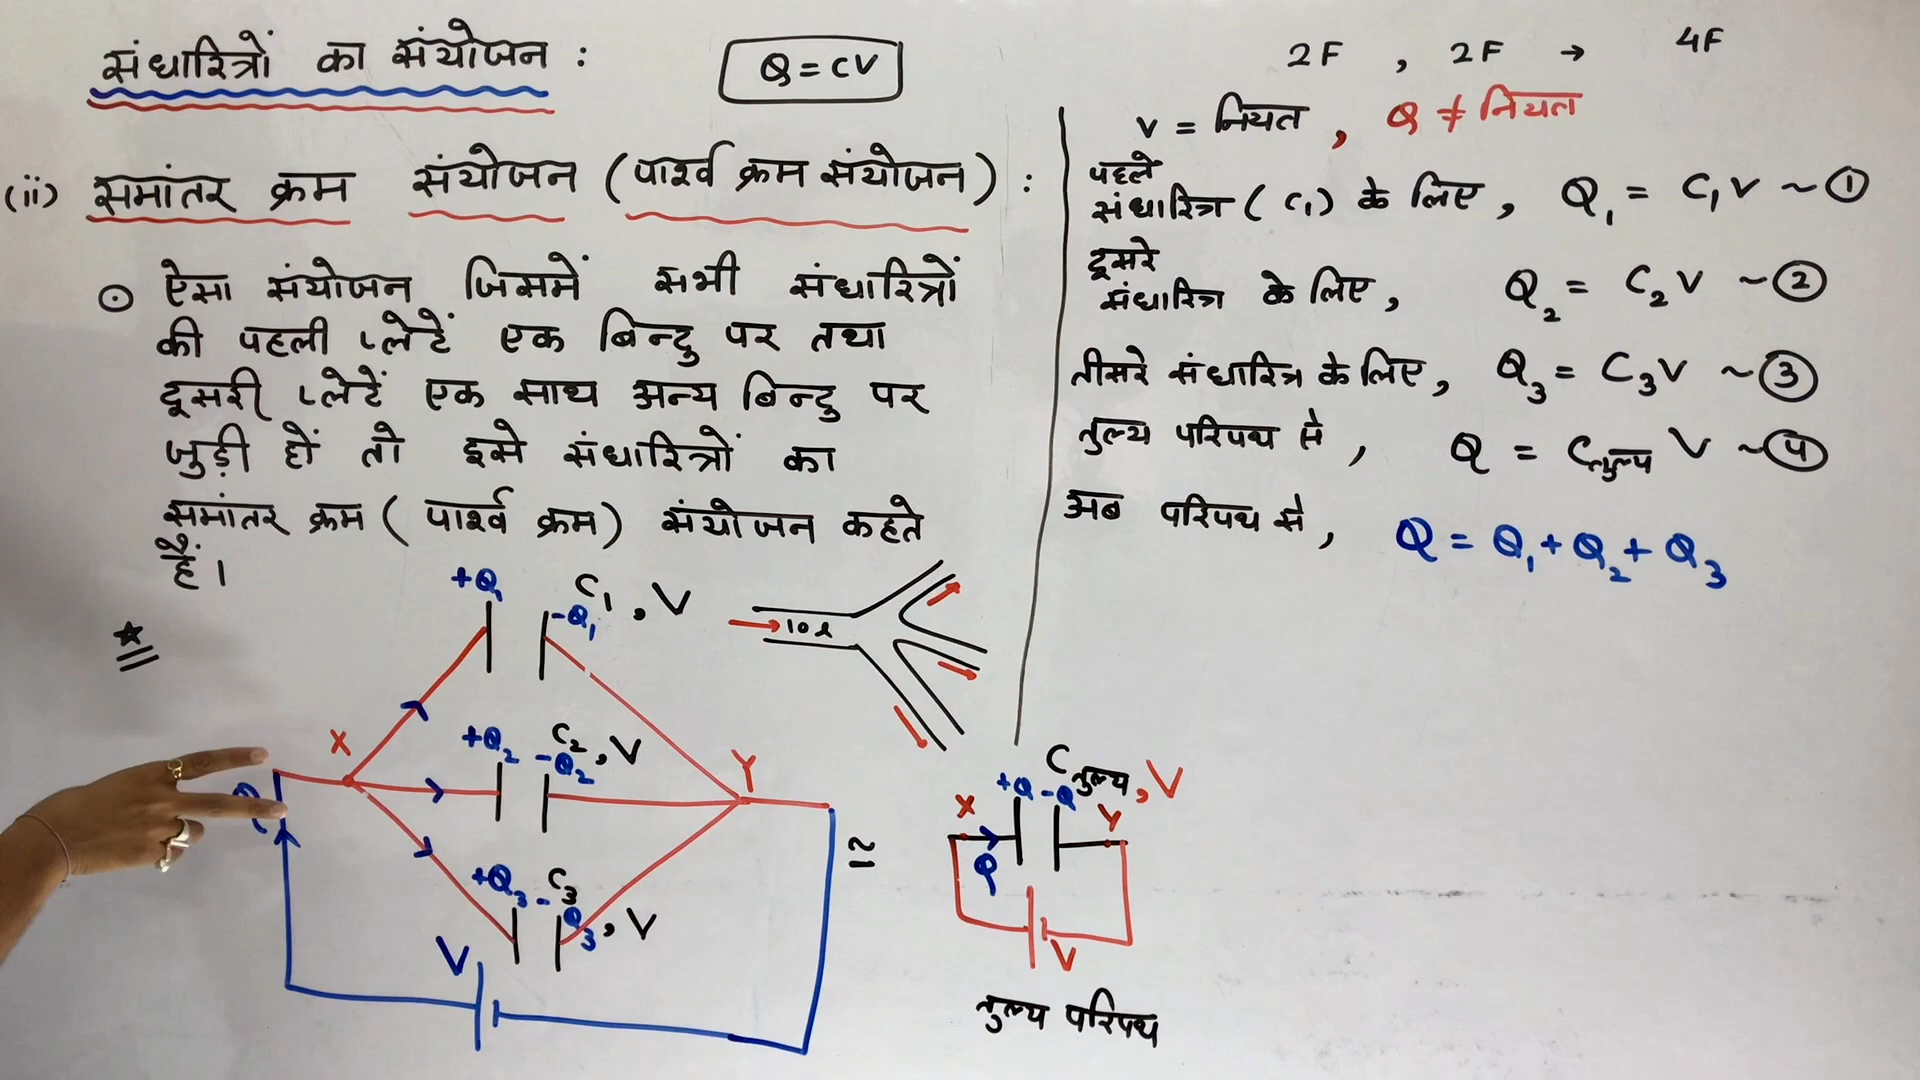 संधारित्रों का संयोजन :
Q = CV
(ii) समांतर क्रम संयोजन (पार्श्व क्रम संयोजन) :
⊙ ऐसा संयोजन जिसमें सभी संधारित्रों
की पहली प्लेटें एक बिन्दु पर तथा
दूसरी प्लेटें एक साथ अन्य बिन्दु पर
जुड़ी हों तो इसे संधारित्रों का
समांतर क्रम ( पार्श्व क्रम ) संयोजन कहते
हैं।
+Q₁ -Q₁ C₁, V
10 l
X +Q₂ -Q₂ C₂, V Y
Q
+Q₃ -Q₃ C₃, V
V
≅
X +Q -Q C तुल्य, V Y
Q
V
तुल्य परिपथ
2F , 2F → 4F
V = नियत , Q ≠ नियत
पहले
संधारित्र ( C₁) के लिए , Q₁ = C₁V ~ ①
दूसरे
संधारित्र के लिए, Q₂ = C₂V ~ ②
तीसरे संधारित्र के लिए, Q₃ = C₃V ~ ③
तुल्य परिपथ से , Q = Cतुल्य V ~ ④
अब परिपथ से , Q = Q₁ + Q₂ + Q₃